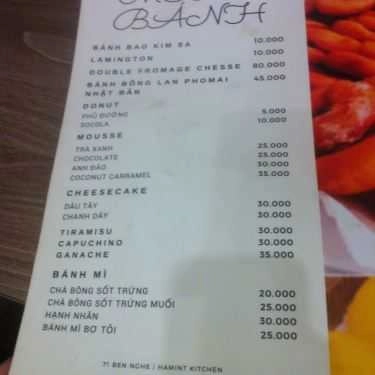 BÁNH
BÁNH BAO KIM SA 10.000
LAMINGTON 10.000
DOUBLE FROMAGE CHESSE 80.000
BÁNH BÔNG LAN PHOMAI 45.000
NHẬT BẢN
DONUT
PHỦ ĐƯỜNG 5.000
SOCOLA 10.000
MOUSSE
TRÀ XANH 25.000
CHOCOLATE 25.000
ANH ĐÀO 30.000
COCONUT CARRAMEL 35.000
CHEESECAKE
DÂU TÂY 30.000
CHANH DÂY 30.000
TIRAMISU 30.000
CAPUCHINO 30.000
GANACHE 35.000
BÁNH MÌ
CHÀ BÔNG SỐT TRỨNG 20.000
CHÀ BÔNG SỐT TRỨNG MUỐI 25.000
HẠNH NHÂN 30.000
BÁNH MÌ BƠ TỎI 25.000
71 BEN NGHE / HAMINT KITCHEN